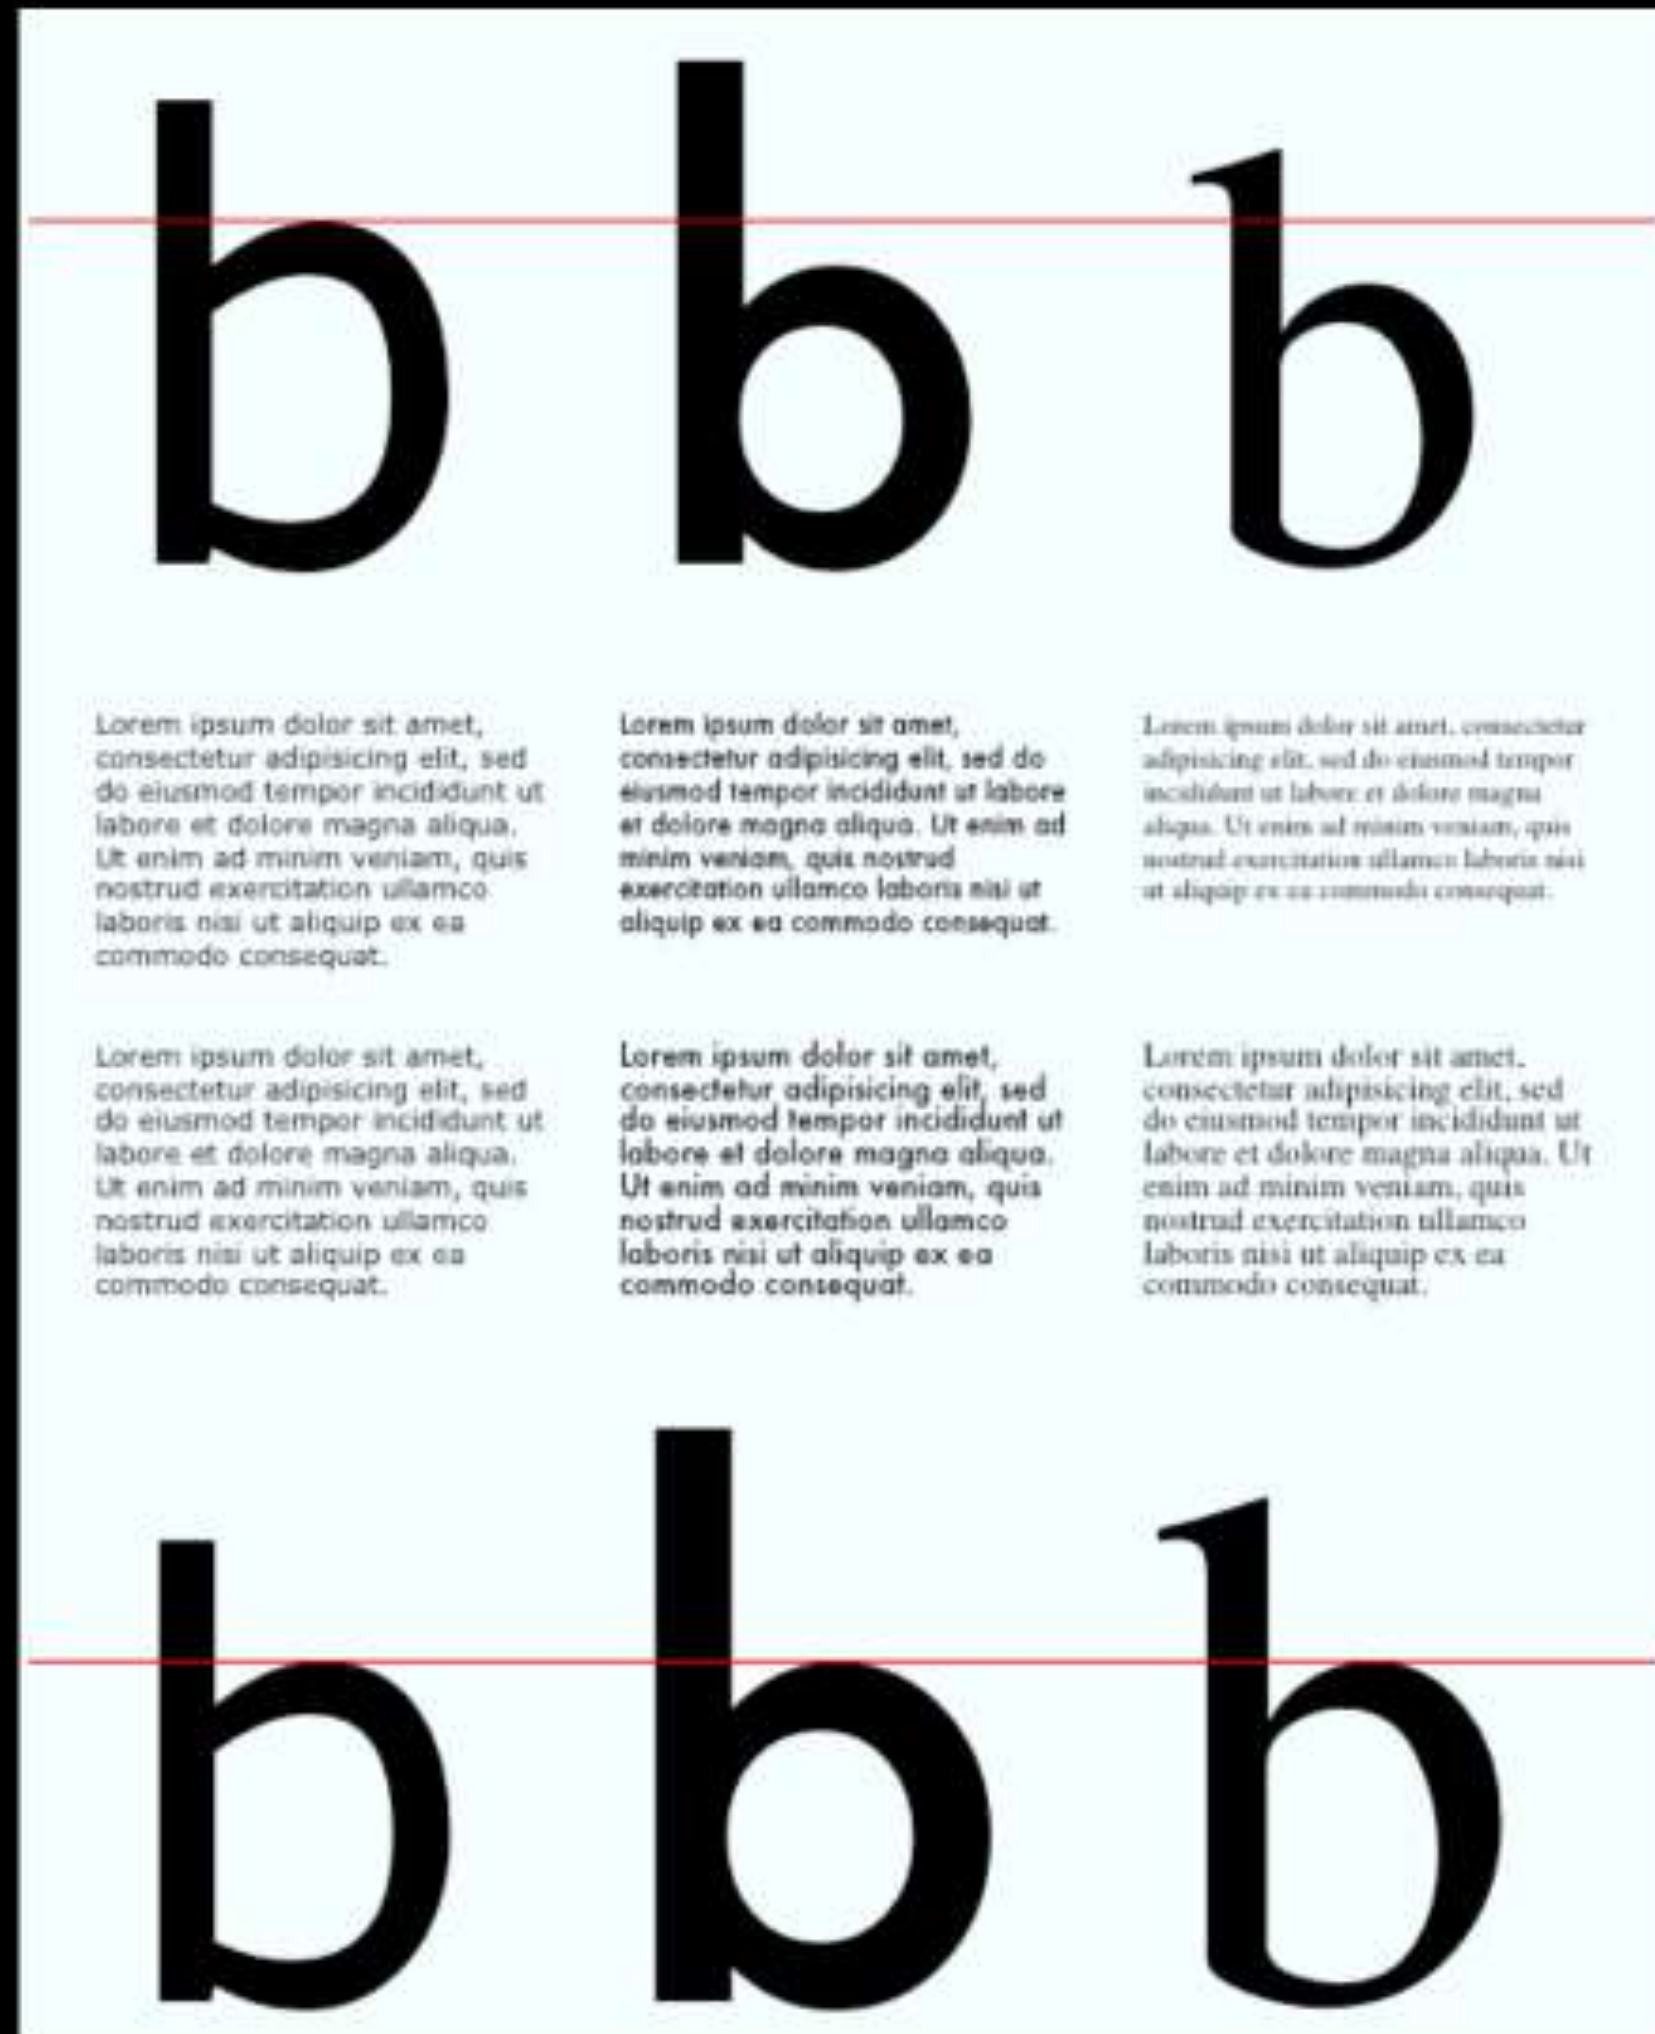 b b b
Lorem ipsum dolor sit amet,
consectetur adipisicing elit, sed
do eiusmod tempor incididunt ut
labore et dolore magna aliqua.
Ut enim ad minim veniam, quis
nostrud exercitation ullamco
laboris nisi ut aliquip ex ea
commodo consequat.
Lorem ipsum dolor sit amet,
consectetur adipisicing elit, sed do
eiusmod tempor incididunt ut labore
et dolore magna aliqua. Ut enim ad
minim veniam, quis nostrud
exercitation ullamco laboris nisi ut
aliquip ex ea commodo consequat.
Lorem ipsum dolor sit amet, consectetur
adipisicing elit, sed do eiusmod tempor
incididunt ut labore et dolore magna
aliqua. Ut enim ad minim veniam, quis
nostrud exercitation ullamco laboris nisi
ut aliquip ex ea commodo consequat.
Lorem ipsum dolor sit amet,
consectetur adipisicing elit, sed
do eiusmod tempor incididunt ut
labore et dolore magna aliqua.
Ut enim ad minim veniam, quis
nostrud exercitation ullamco
laboris nisi ut aliquip ex ea
commodo consequat.
Lorem ipsum dolor sit amet,
consectetur adipisicing elit, sed
do eiusmod tempor incididunt ut
labore et dolore magna aliqua.
Ut enim ad minim veniam, quis
nostrud exercitation ullamco
laboris nisi ut aliquip ex ea
commodo consequat.
Lorem ipsum dolor sit amet,
consectetur adipisicing elit, sed
do eiusmod tempor incididunt ut
labore et dolore magna aliqua. Ut
enim ad minim veniam, quis
nostrud exercitation ullamco
laboris nisi ut aliquip ex ea
commodo consequat.
b b b